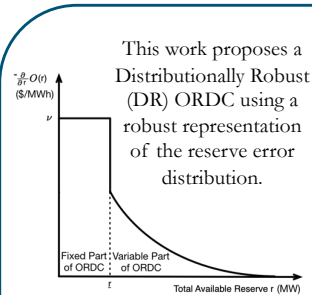 This work proposes a
Distributionally Robust
(DR) ORDC using a
robust representation
of the reserve error
distribution.
-∂/∂r O(r)
($/MWh)
ν
Fixed Part
of ORDC
Variable Part
of ORDC
r
Total Available Reserve r (MW)